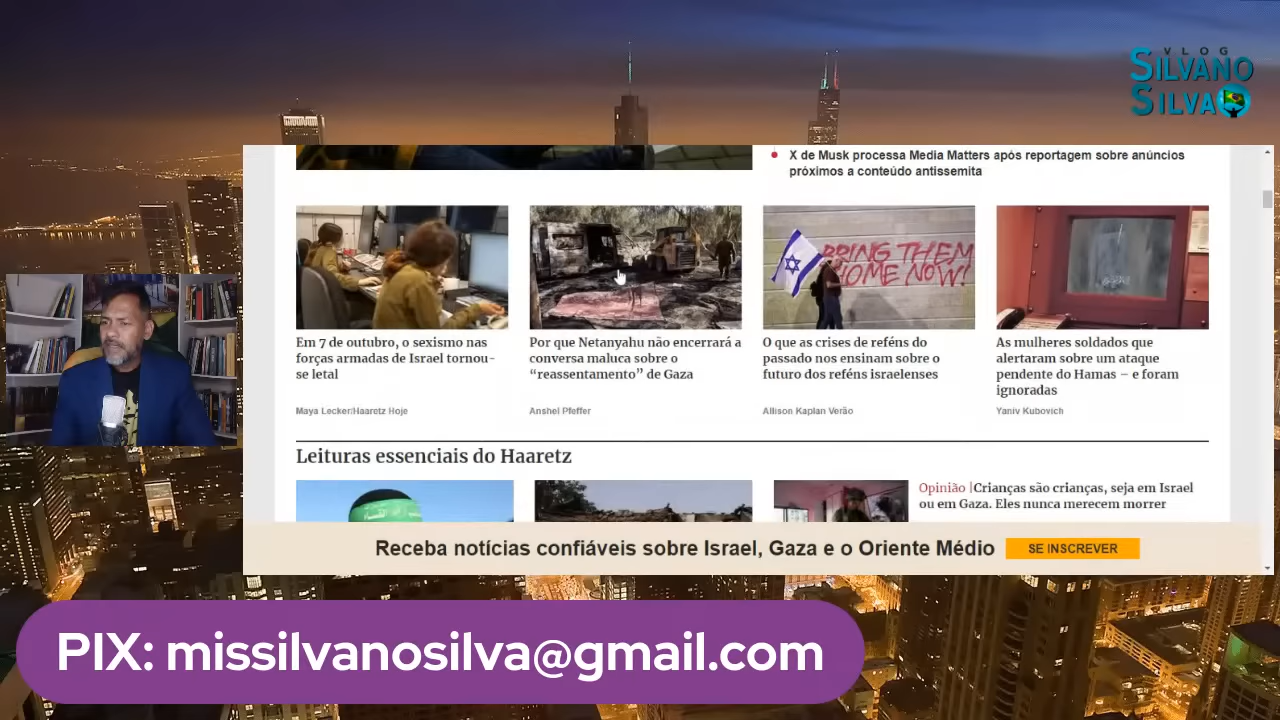 VLOG
SILVANO
SILVA
X de Musk processa Media Matters após reportagem sobre anúncios
próximos a conteúdo antissemita
BRING THEM
HOME NOW!
Em 7 de outubro, o sexismo nas
forças armadas de Israel tornou-
se letal
Maya Lecker/Haaretz Hoje
Por que Netanyahu não encerrará a
conversa maluca sobre o
“reassentamento” de Gaza
Anshel Pfeffer
O que as crises de reféns do
passado nos ensinam sobre o
futuro dos reféns israelenses
Allison Kaplan Verão
As mulheres soldados que
alertaram sobre um ataque
pendente do Hamas – e foram
ignoradas
Yaniv Kubovich
Leituras essenciais do Haaretz
Opinião |Crianças são crianças, seja em Israel
ou em Gaza. Eles nunca merecem morrer
Receba notícias confiáveis sobre Israel, Gaza e o Oriente Médio
SE INSCREVER
PIX: missilvanosilva@gmail.com